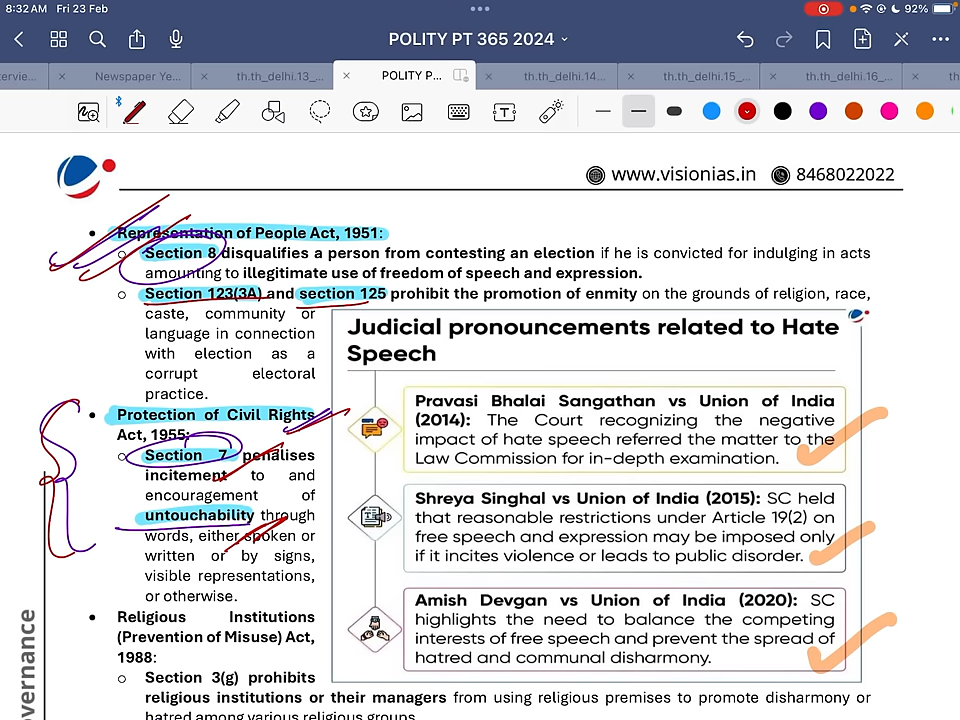 8:32 AM Fri 23 Feb
92%
POLITY PT 365 2024
tervie...
Newspaper Ye...
th.th_delhi.13_...
POLITY P...
th.th_delhi.14...
th.th_delhi.15_...
th.th_delhi.16_...
th
www.visionias.in 8468022022
• Representation of People Act, 1951:
o Section 8 disqualifies a person from contesting an election if he is convicted for indulging in acts
amounting to illegitimate use of freedom of speech and expression.
o Section 123(3A) and section 125 prohibit the promotion of enmity on the grounds of religion, race,
caste, community or
language in connection
with election as a
corrupt electoral
practice.
• Protection of Civil Rights
Act, 1955:
o Section 7 penalises
incitement to and
encouragement of
untouchability through
words, either spoken or
written or by signs,
visible representations,
or otherwise.
• Religious Institutions
(Prevention of Misuse) Act,
1988:
o Section 3(g) prohibits
religious institutions or their managers from using religious premises to promote disharmony or
hatred among various religious groups.
Judicial pronouncements related to Hate
Speech
Pravasi Bhalai Sangathan vs Union of India
(2014): The Court recognizing the negative
impact of hate speech referred the matter to the
Law Commission for in-depth examination.
Shreya Singhal vs Union of India (2015): SC held
that reasonable restrictions under Article 19(2) on
free speech and expression may be imposed only
if it incites violence or leads to public disorder.
Amish Devgan vs Union of India (2020): SC
highlights the need to balance the competing
interests of free speech and prevent the spread of
hatred and communal disharmony.
vernance